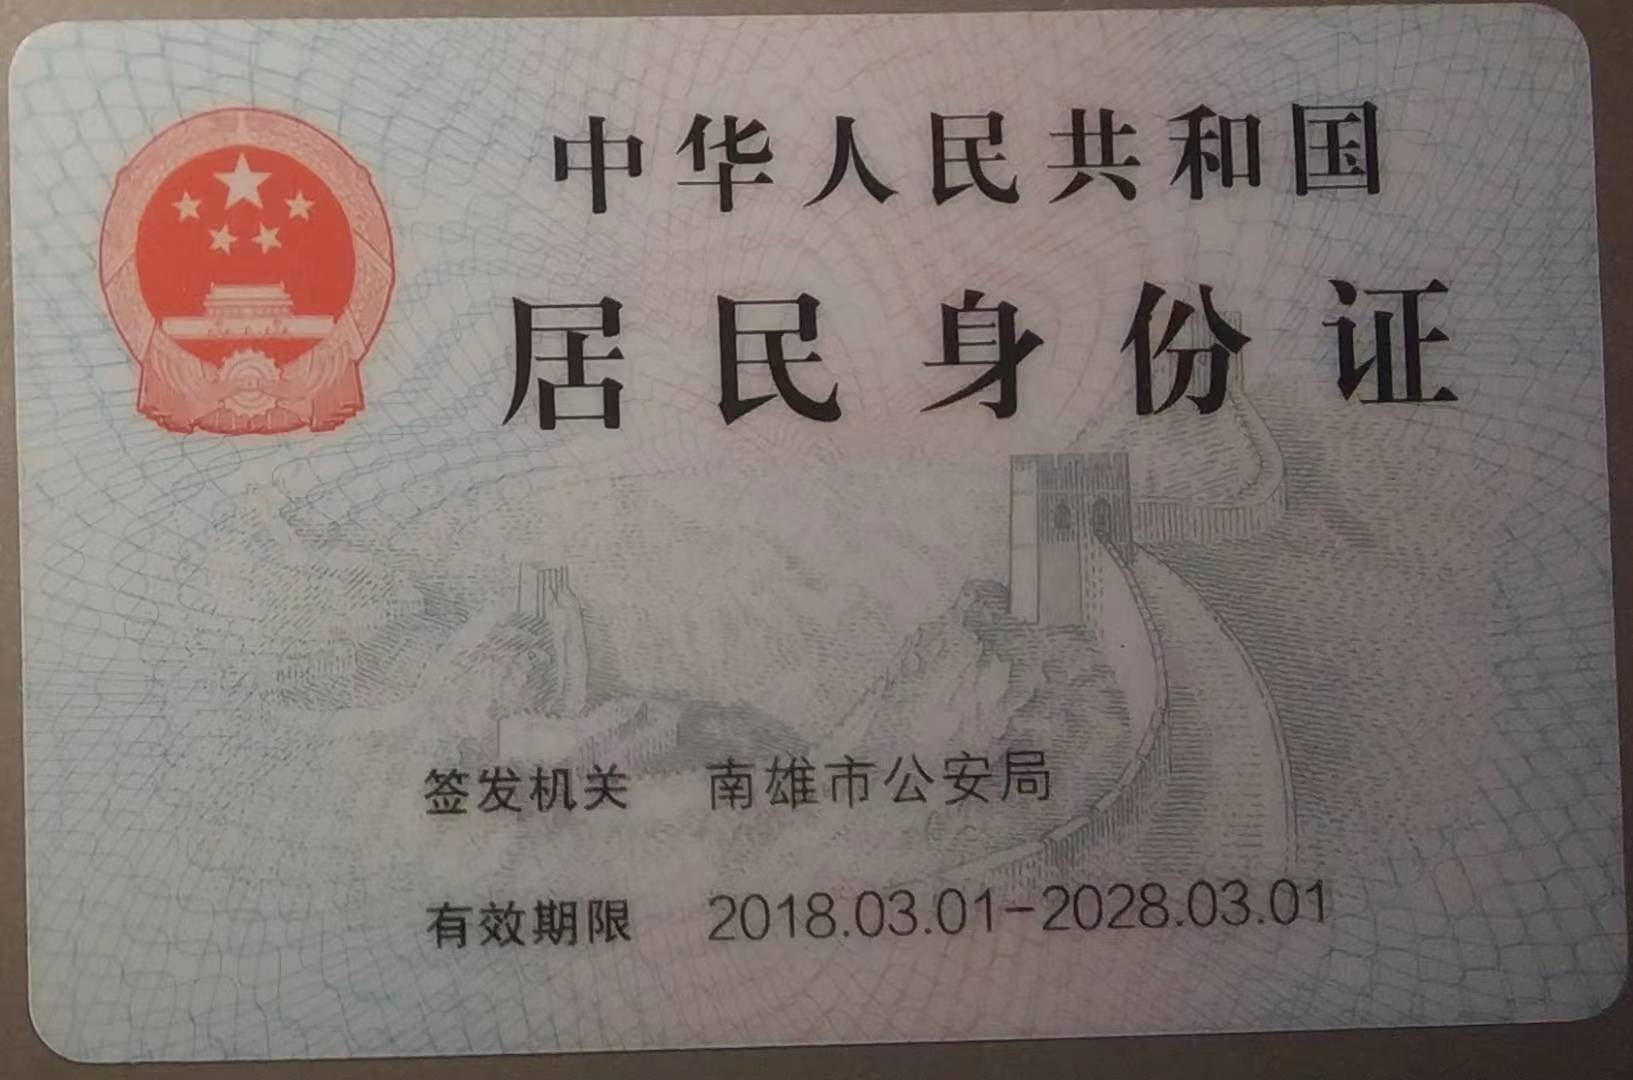 中华人民共和国
居民身份证
签发机关 南雄市公安局
有效期限 2018.03.01-2028.03.01